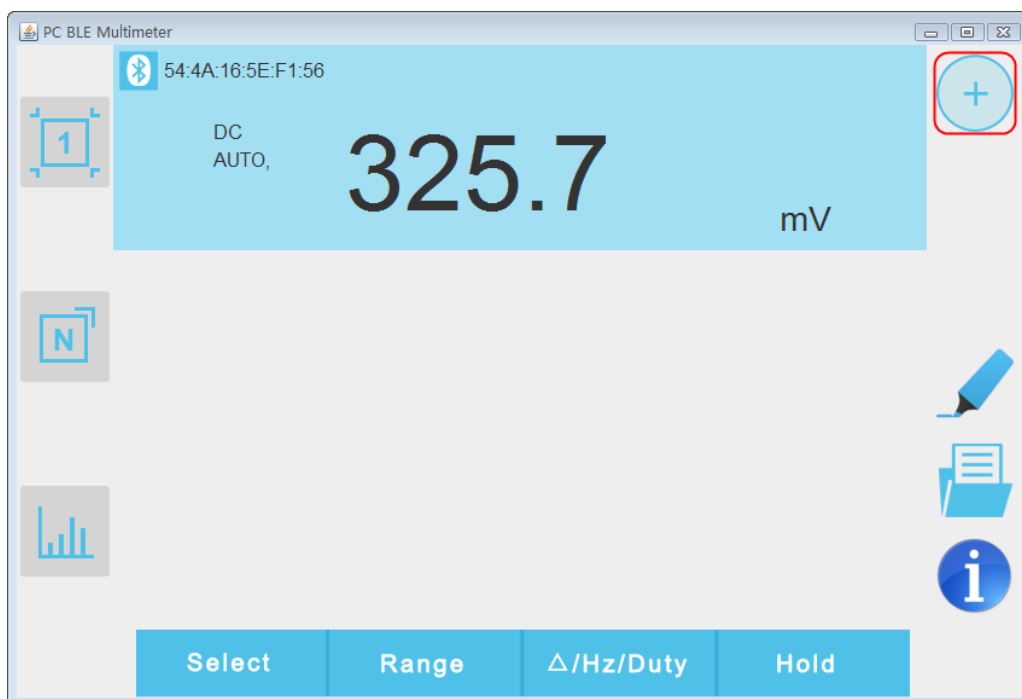 PC BLE Multimeter
54:4A:16:5E:F1:56
+
1
DC
AUTO,
325.7
mV
N
i
Select Range △/Hz/Duty Hold